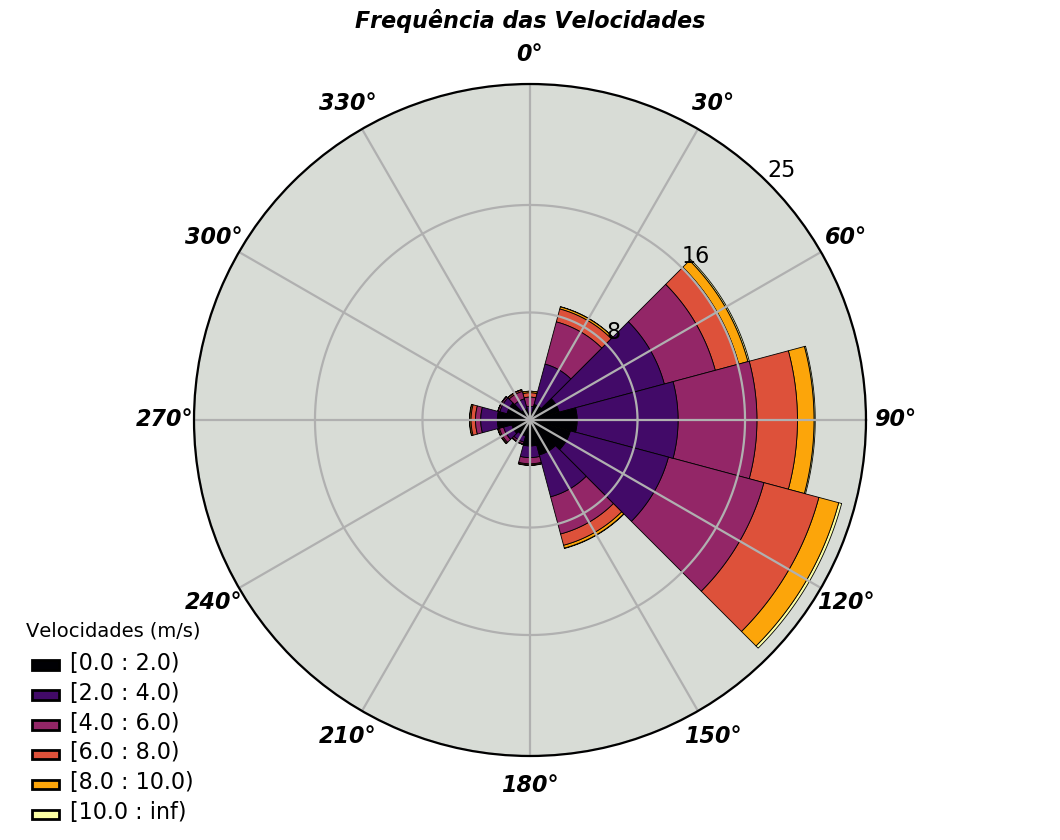 Frequência das Velocidades
0°
330°
30°
25
300°
60°
16
8
270°
90°
240°
120°
Velocidades (m/s)
[0.0 : 2.0)
[2.0 : 4.0)
[4.0 : 6.0)
210°
150°
[6.0 : 8.0)
180°
[8.0 : 10.0)
[10.0 : inf)